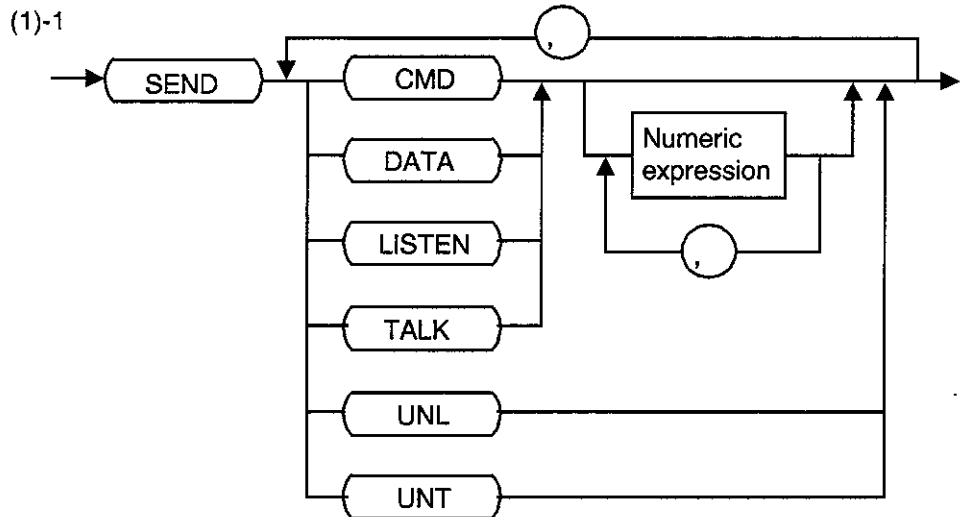 (1)-1
,
SEND
CMD
DATA
Numeric
expression
LISTEN
,
TALK
UNL
UNT